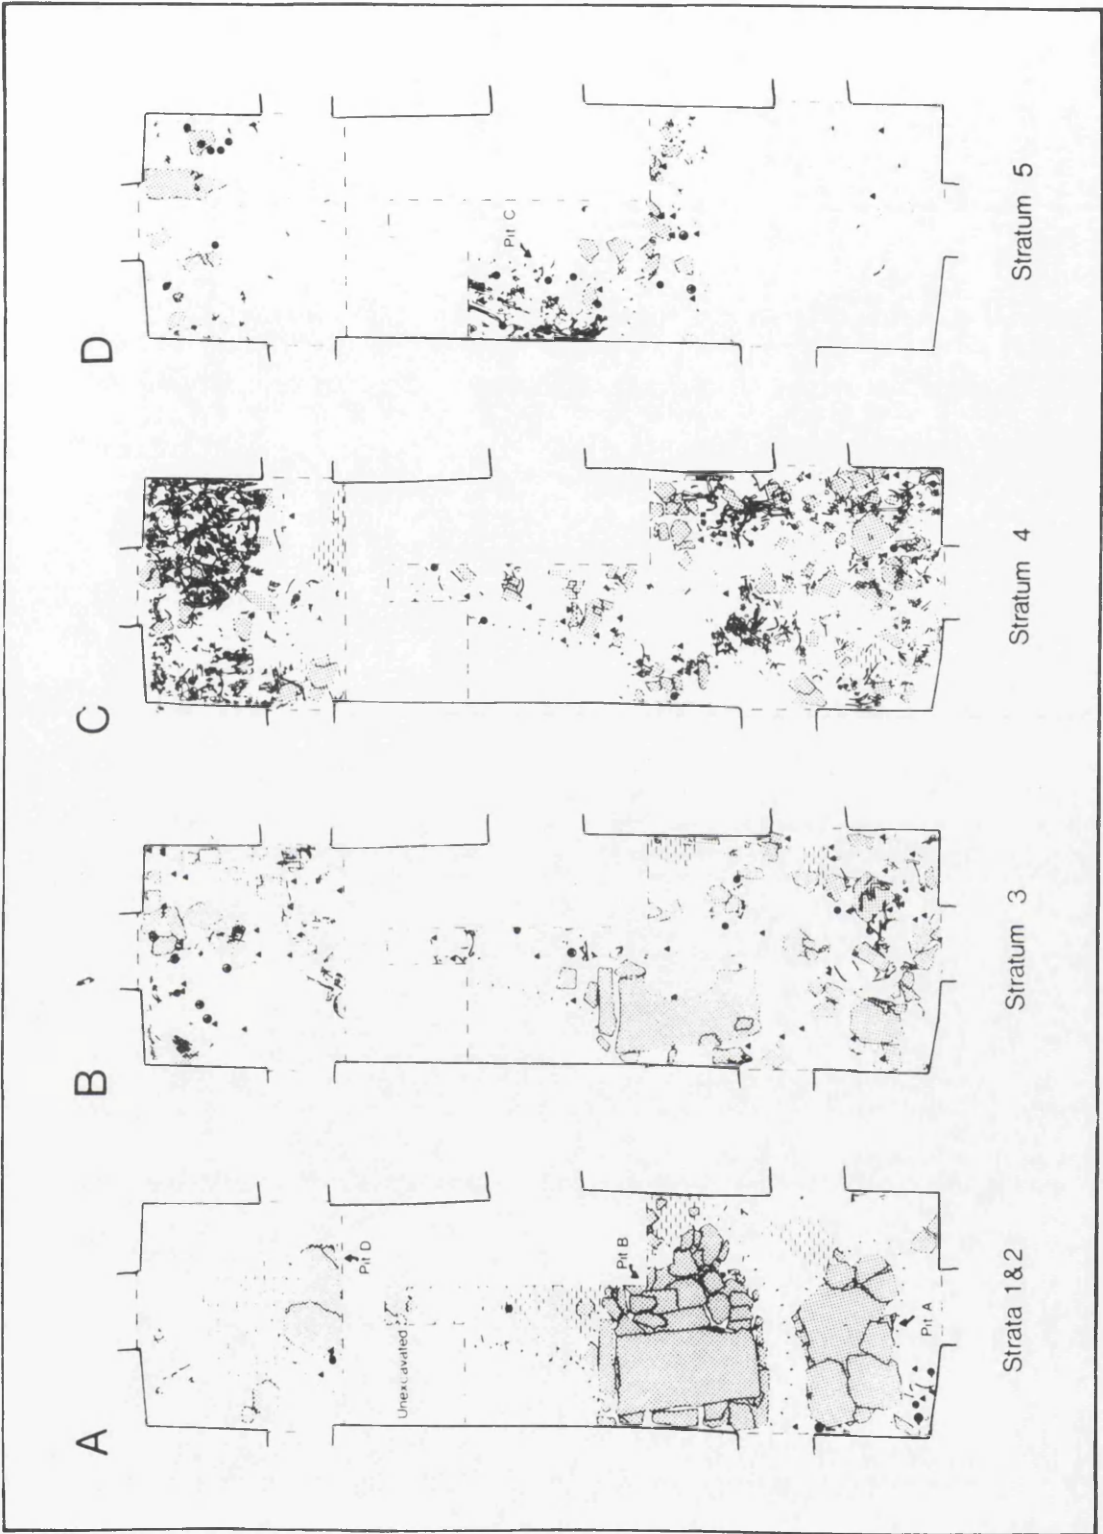 A
B
C
D
Unexcavated
Pit D
Pit B
Pit A
Pit C
Strata 1 & 2
Stratum 3
Stratum 4
Stratum 5